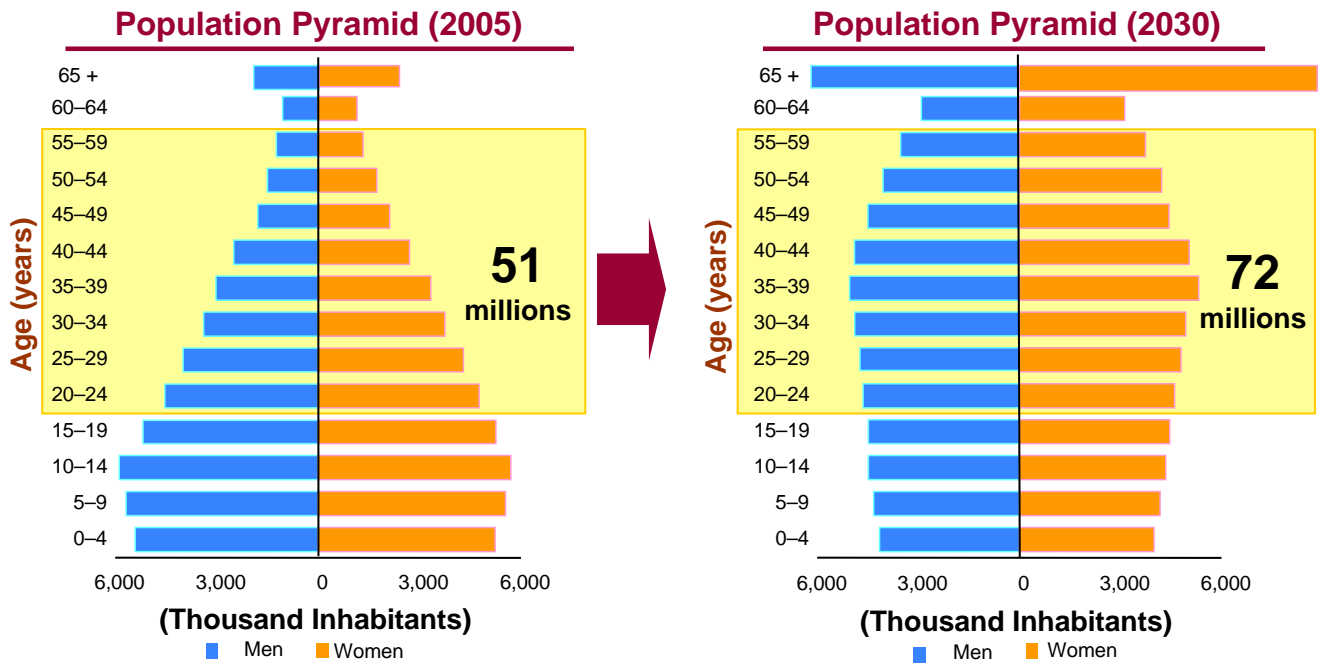 Population Pyramid (2005)
65 +
60–64
55–59
50–54
45–49
40–44
35–39
30–34
25–29
20–24
15–19
10–14
5–9
0–4
Age (years)
51
millions
6,000 3,000 0 3,000 6,000
(Thousand Inhabitants)
Men Women
Population Pyramid (2030)
65 +
60–64
55–59
50–54
45–49
40–44
35–39
30–34
25–29
20–24
15–19
10–14
5–9
0–4
Age (years)
72
millions
6,000 3,000 0 3,000 6,000
(Thousand Inhabitants)
Men Women